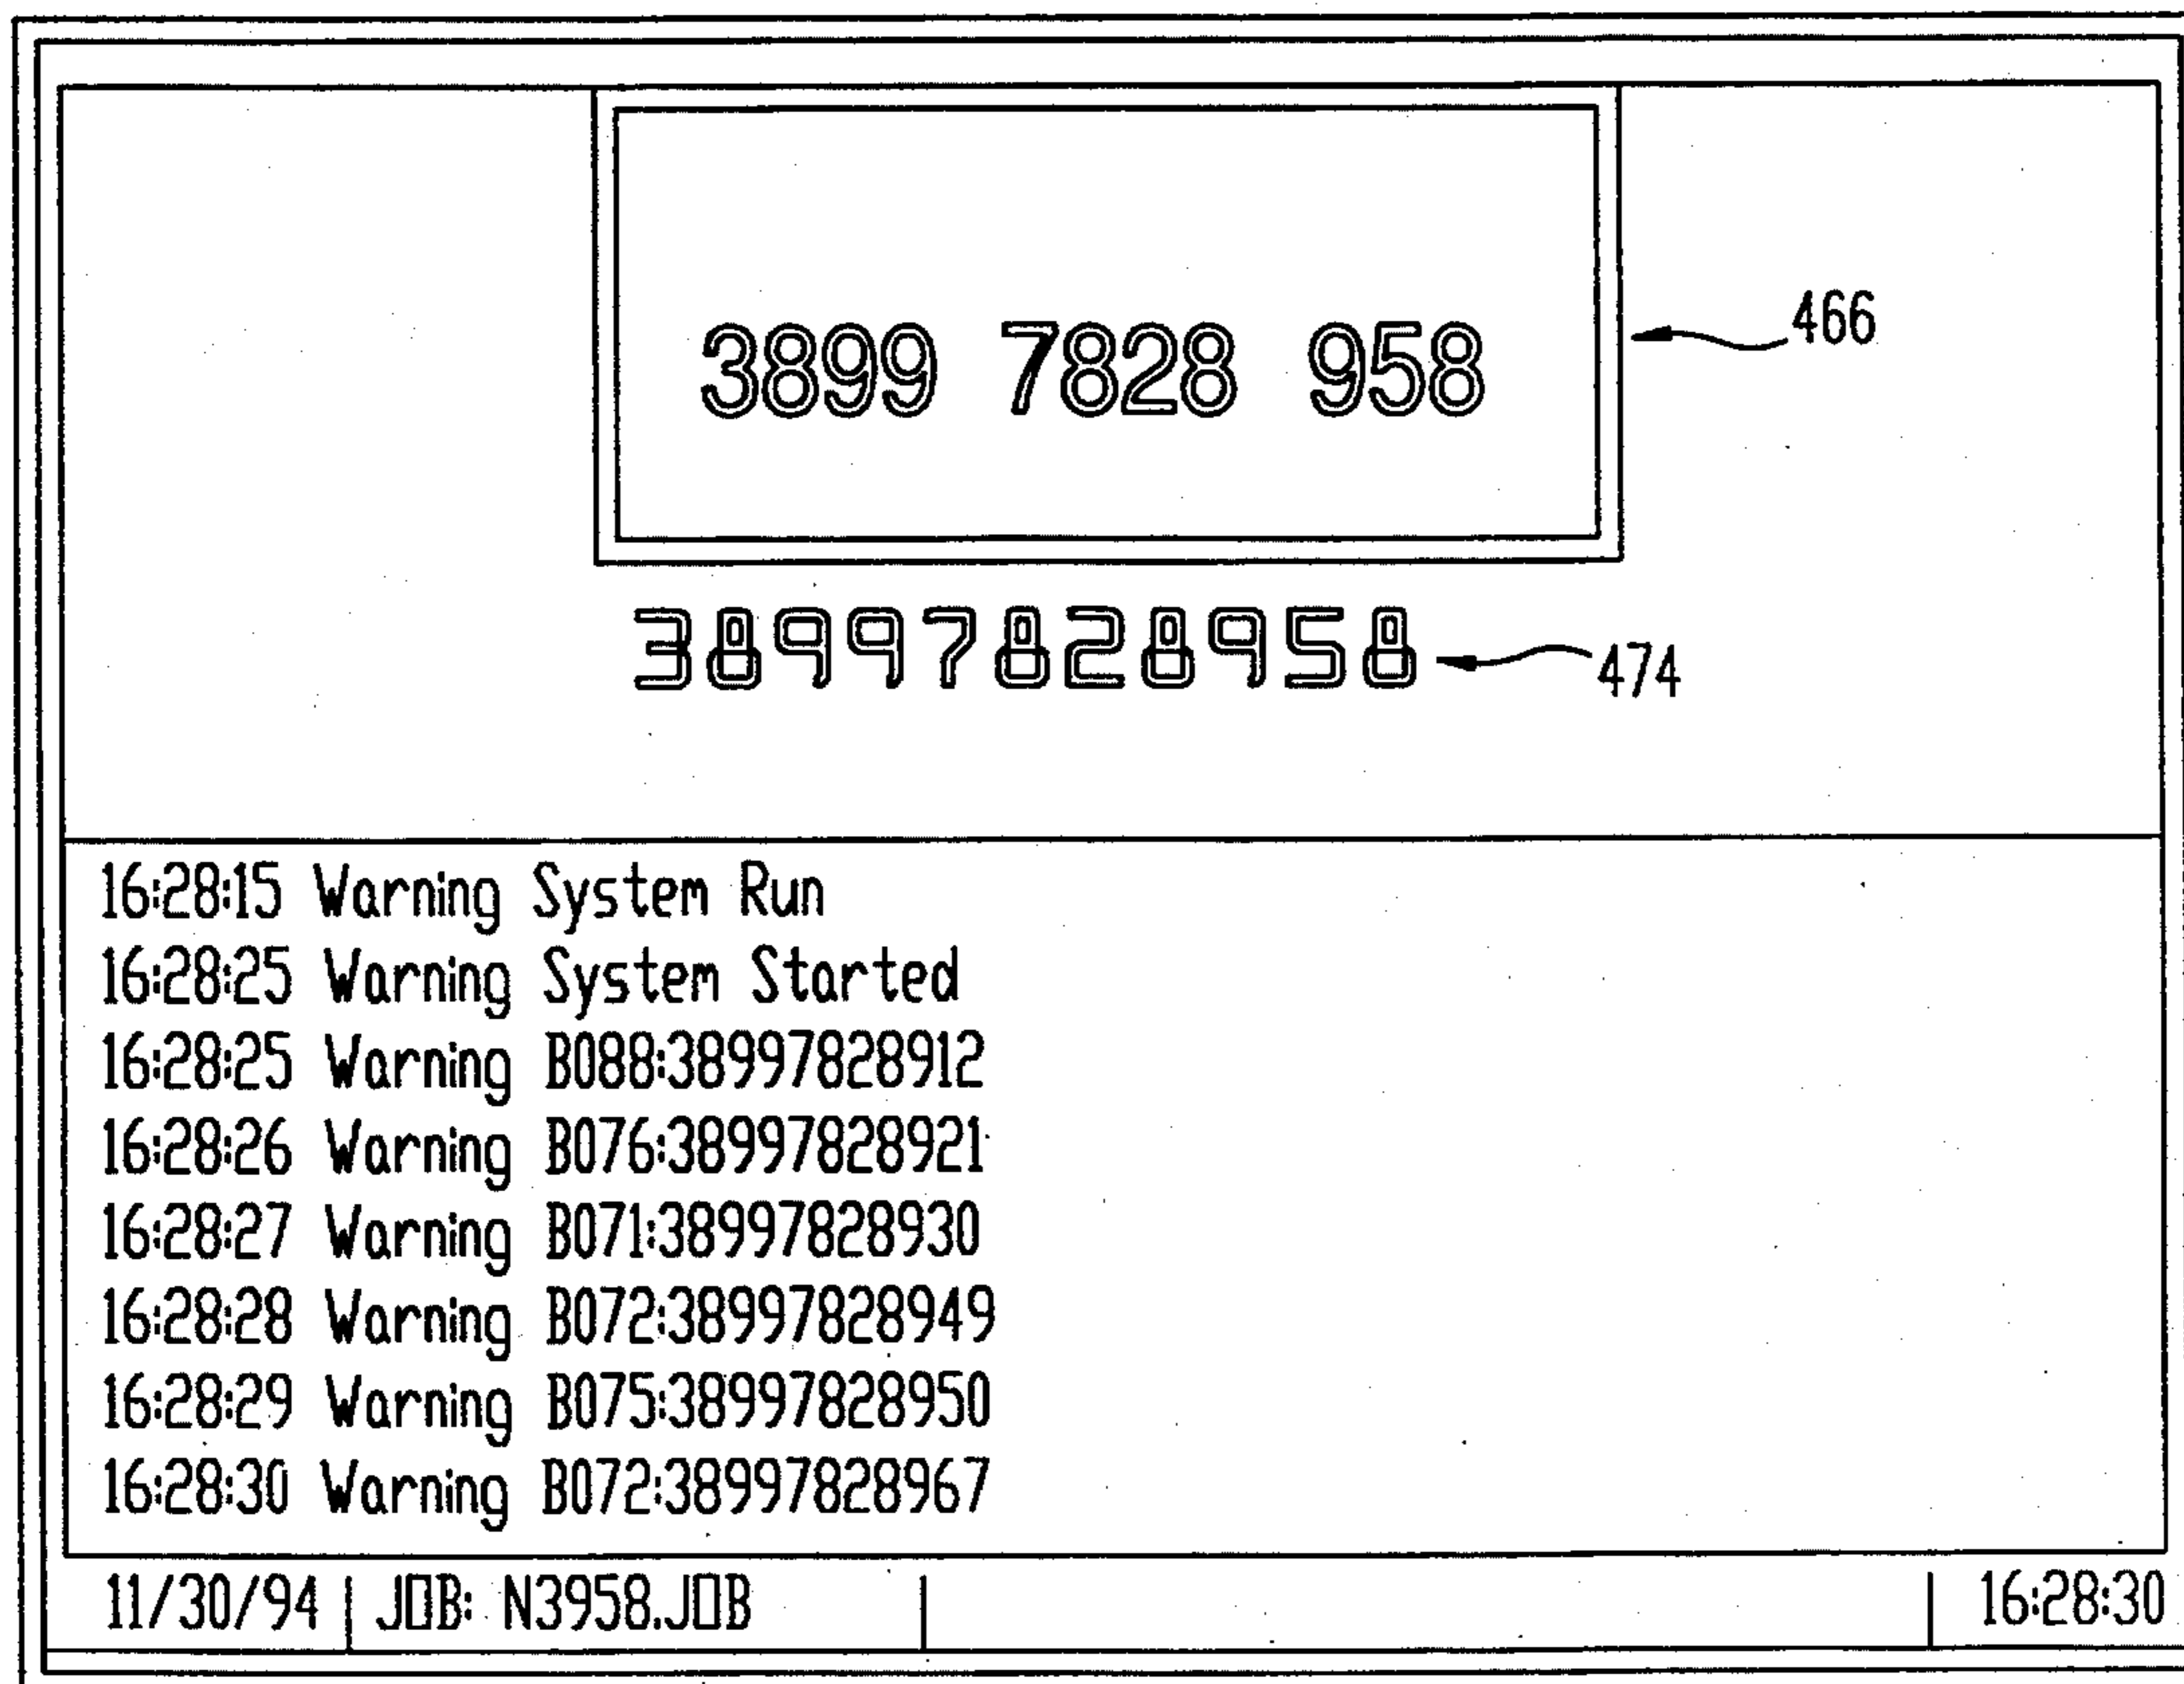 3899 7828 958
466
38997828958
474
16:28:15 Warning System Run
16:28:25 Warning System Started
16:28:25 Warning B088:38997828912
16:28:26 Warning B076:38997828921
16:28:27 Warning B071:38997828930
16:28:28 Warning B072:38997828949
16:28:29 Warning B075:38997828950
16:28:30 Warning B072:38997828967
11/30/94 JOB: N3958.JOB 16:28:30